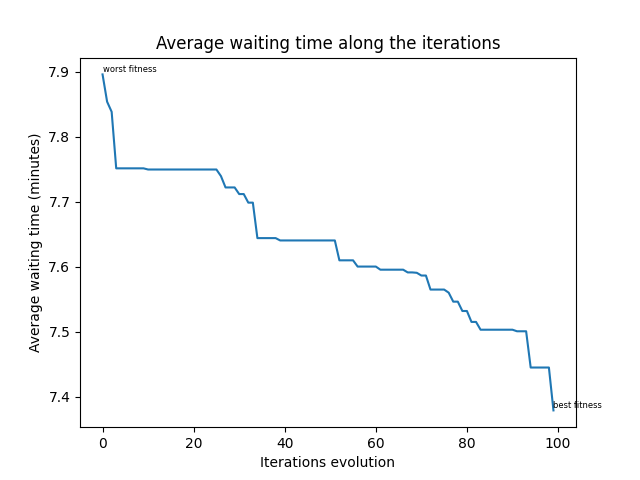 Average waiting time along the iterations
Average waiting time (minutes)
7.9
7.8
7.7
7.6
7.5
7.4
worst fitness
best fitness
0 20 40 60 80 100
Iterations evolution